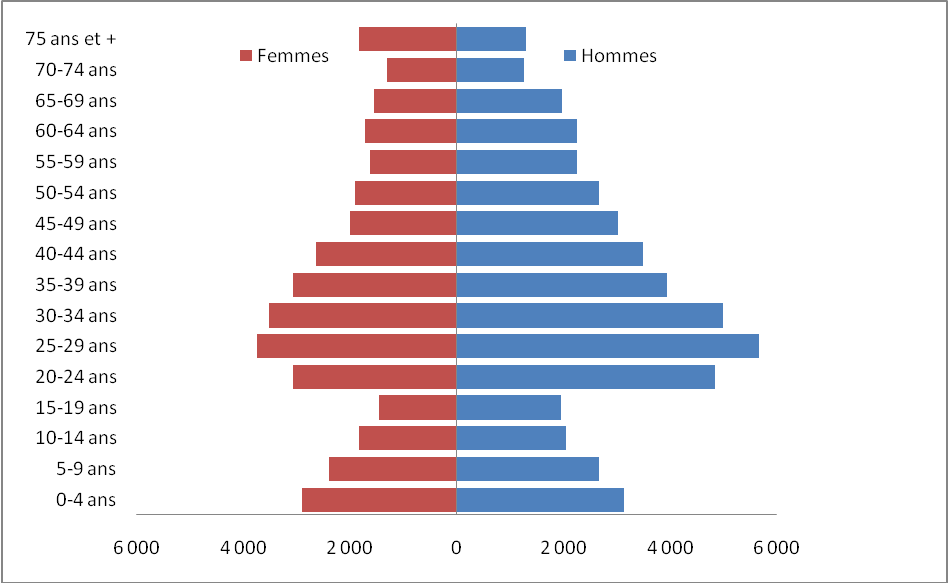 75 ans et +
Femmes
Hommes
70-74 ans
65-69 ans
60-64 ans
55-59 ans
50-54 ans
45-49 ans
40-44 ans
35-39 ans
30-34 ans
25-29 ans
20-24 ans
15-19 ans
10-14 ans
5-9 ans
0-4 ans
6 000 4 000 2 000 0 2 000 4 000 6 000